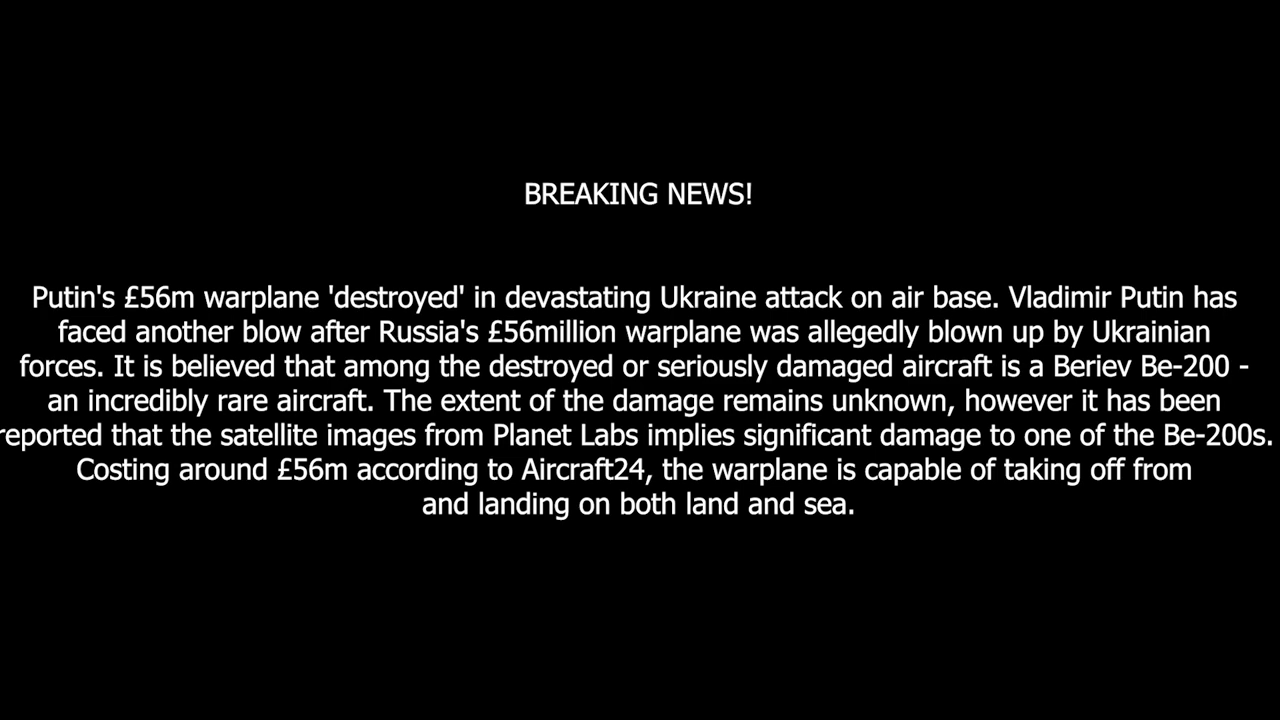 BREAKING NEWS!
Putin's £56m warplane 'destroyed' in devastating Ukraine attack on air base. Vladimir Putin has
faced another blow after Russia's £56million warplane was allegedly blown up by Ukrainian
forces. It is believed that among the destroyed or seriously damaged aircraft is a Beriev Be-200 -
an incredibly rare aircraft. The extent of the damage remains unknown, however it has been
reported that the satellite images from Planet Labs implies significant damage to one of the Be-200s.
Costing around £56m according to Aircraft24, the warplane is capable of taking off from
and landing on both land and sea.